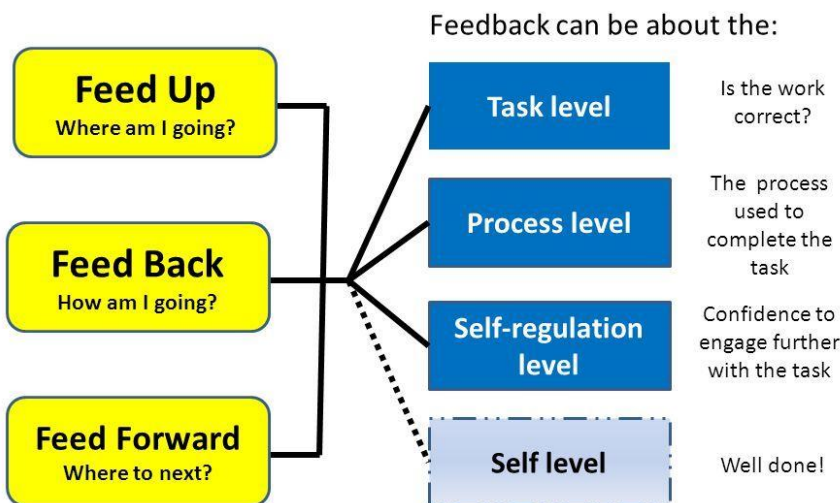 Feedback can be about the:
Feed Up
Where am I going?
Feed Back
How am I going?
Feed Forward
Where to next?
Task level
Is the work
correct?
Process level
The process
used to
complete the
task
Self-regulation
level
Confidence to
engage further
with the task
Self level
Well done!